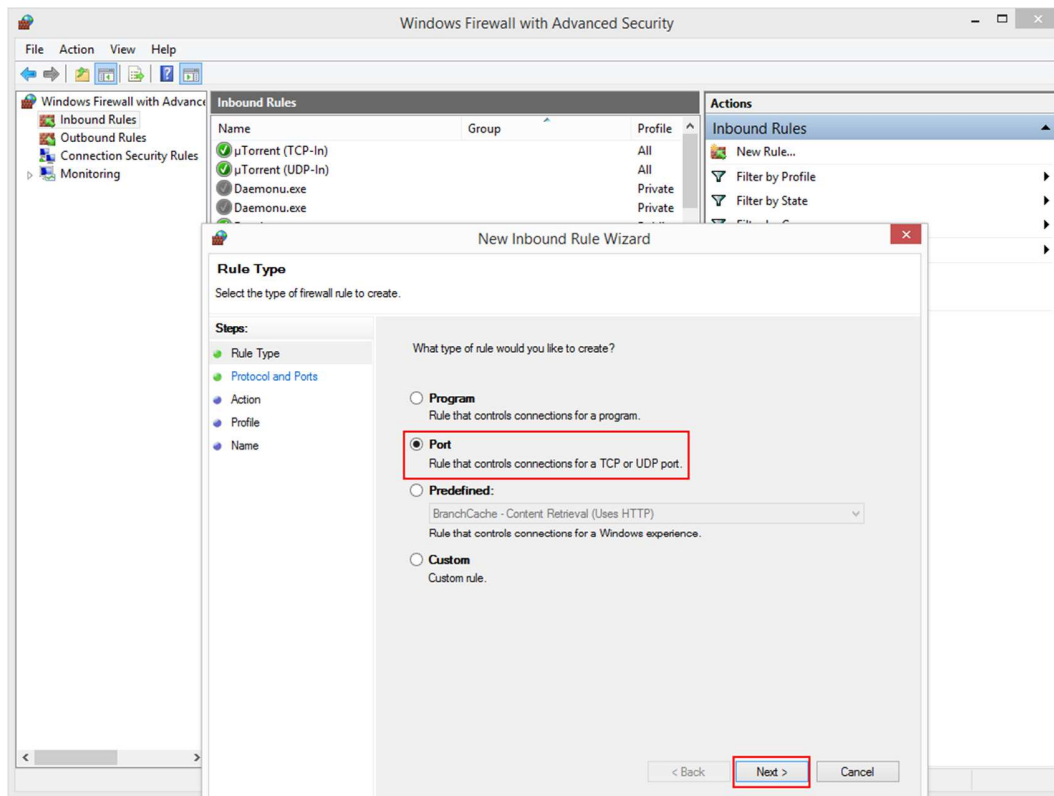 Windows Firewall with Advanced Security
File Action View Help
Windows Firewall with Advance
Inbound Rules
Outbound Rules
Connection Security Rules
Monitoring
Inbound Rules
Name Group Profile
µTorrent (TCP-In) All
µTorrent (UDP-In) All
Daemonu.exe Private
Daemonu.exe Private
Actions
Inbound Rules
New Rule...
Filter by Profile
Filter by State
New Inbound Rule Wizard
Rule Type
Select the type of firewall rule to create.
Steps:
Rule Type
Protocol and Ports
Action
Profile
Name
What type of rule would you like to create?
Program
Rule that controls connections for a program.
Port
Rule that controls connections for a TCP or UDP port.
Predefined:
BranchCache - Content Retrieval (Uses HTTP)
Rule that controls connections for a Windows experience.
Custom
Custom rule.
< Back Next > Cancel